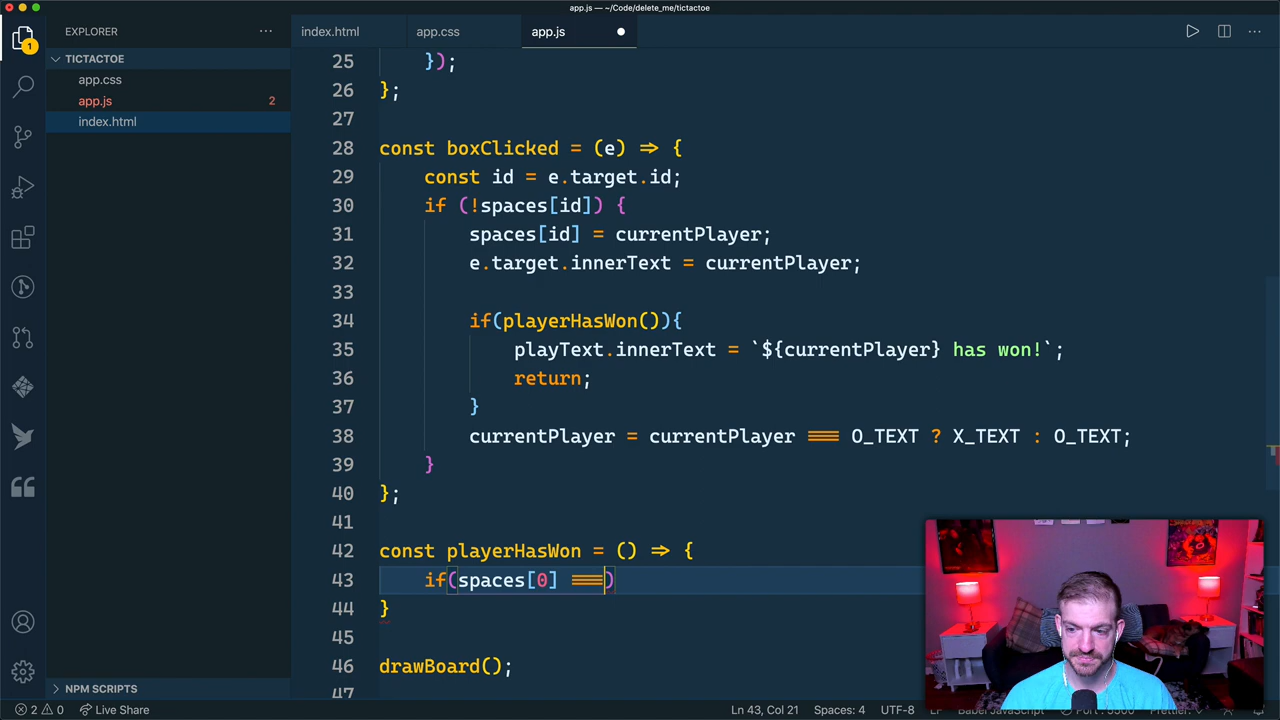 app.js — ~/Code/delete_me/tictactoe
EXPLORER
index.html
app.css
app.js
TICTACTOE
app.css
app.js 2
index.html
1
25 });
26 };
27
28 const boxClicked = (e) => {
29 const id = e.target.id;
30 if (!spaces[id]) {
31 spaces[id] = currentPlayer;
32 e.target.innerText = currentPlayer;
33
34 if(playerHasWon()){
35 playText.innerText = `${currentPlayer} has won!`;
36 return;
37 }
38 currentPlayer = currentPlayer === O_TEXT ? X_TEXT : O_TEXT;
39 }
40 };
41
42 const playerHasWon = () => {
43 if(spaces[0] ===)
44 }
45
46 drawBoard();
47
NPM SCRIPTS
2 0 Live Share
Ln 43, Col 21 Spaces: 4 UTF-8